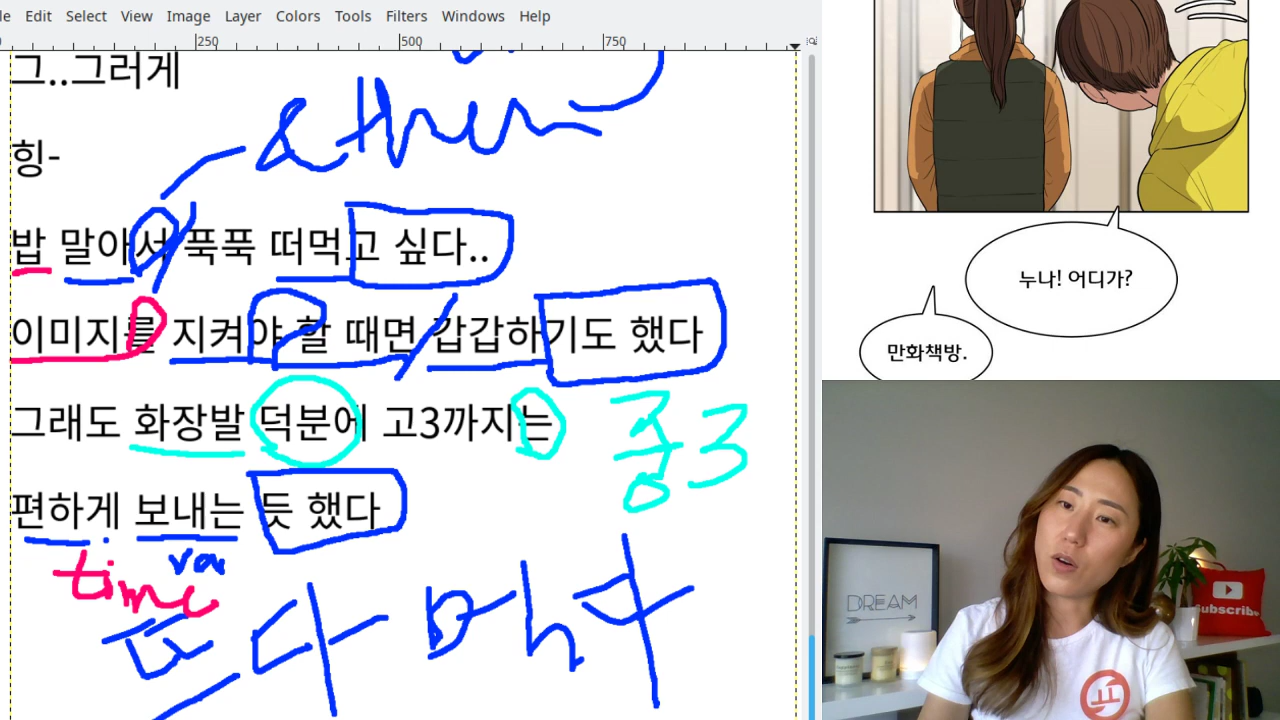 Edit Select View Image Layer Colors Tools Filters Windows Help
250 500 750
그..그러게
힝-
밥 말아서 푹푹 떠먹고 싶다..
이미지를 지켜야 할 때면 갑갑하기도 했다
그래도 화장발 덕분에 고3까지는
중3
편하게 보내는 듯 했다
time
누나! 어디가?
만화책방.
DREAM
Subscribe